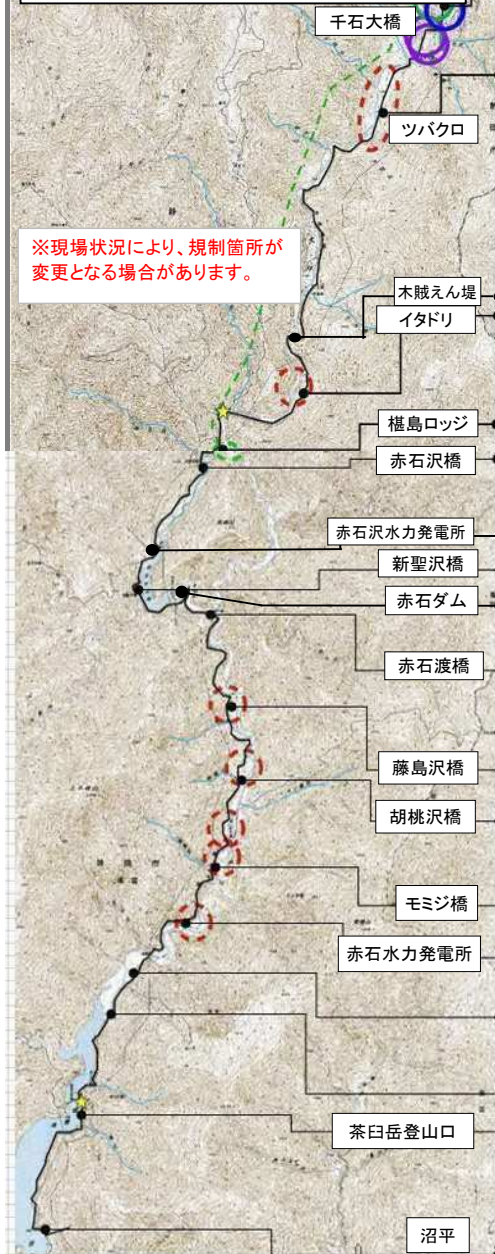 千石大橋
ツバクロ
※現場状況により、規制箇所が
変更となる場合があります。
木賊えん堤
イタドリ
椹島ロッジ
赤石沢橋
赤石沢水力発電所
新聖沢橋
赤石ダム
赤石渡橋
藤島沢橋
胡桃沢橋
モミジ橋
赤石水力発電所
茶臼岳登山口
沼平